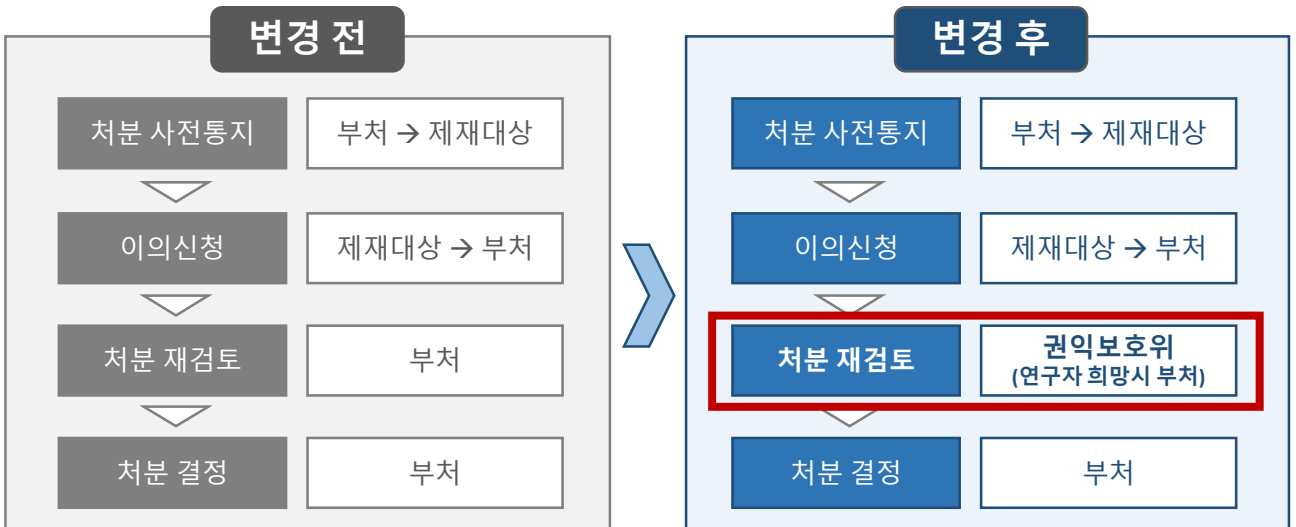 변경 전
처분 사전통지
부처 → 제재대상
이의신청
제재대상 → 부처
처분 재검토
부처
처분 결정
부처
변경 후
처분 사전통지
부처 → 제재대상
이의신청
제재대상 → 부처
처분 재검토
권익보호위
(연구자 희망시 부처)
처분 결정
부처